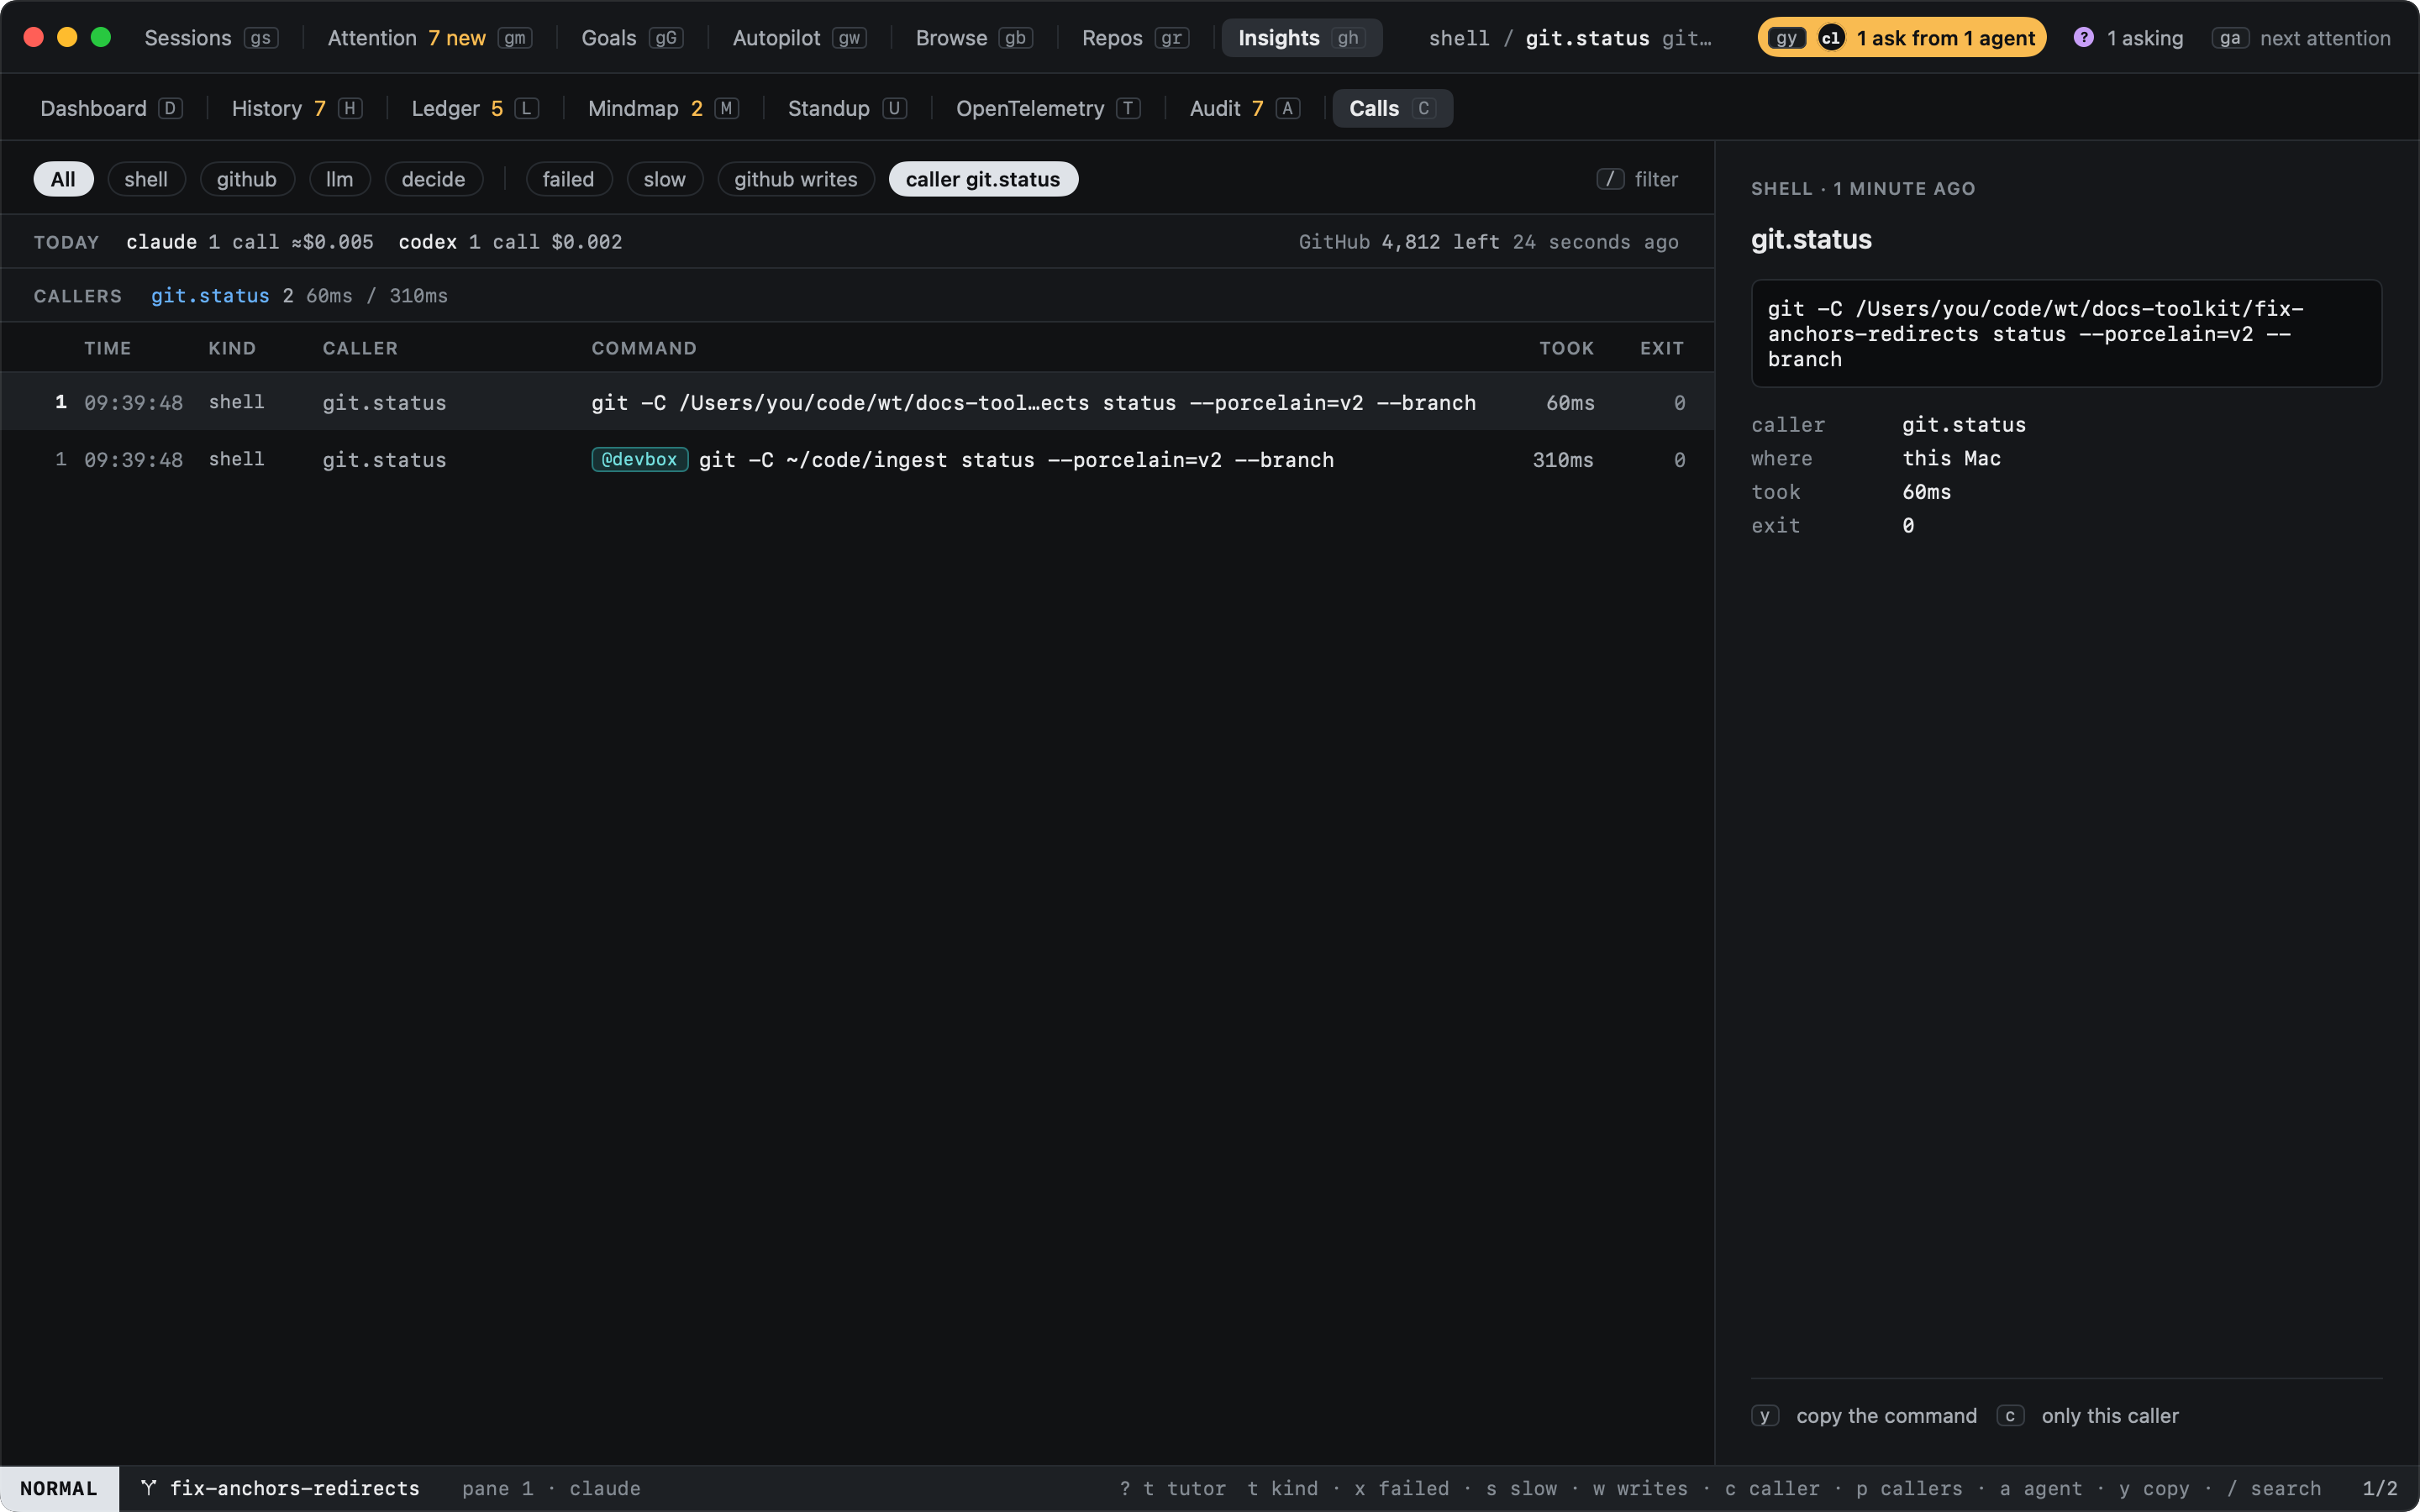 Sessions gs Attention 7 new gm Goals gG Autopilot gw Browse gb Repos gr Insights gh shell / git.status git… gy cl 1 ask from 1 agent ? 1 asking ga next attention
Dashboard D History 7 H Ledger 5 L Mindmap 2 M Standup U OpenTelemetry T Audit 7 A Calls C
All shell github llm decide failed slow github writes caller git.status / filter
TODAY claude 1 call ≈$0.005 codex 1 call $0.002 GitHub 4,812 left 24 seconds ago
CALLERS git.status 2 60ms / 310ms
TIME KIND CALLER COMMAND TOOK EXIT
1 09:39:48 shell git.status git -C /Users/you/code/wt/docs-tool…ects status --porcelain=v2 --branch 60ms 0
1 09:39:48 shell git.status @devbox git -C ~/code/ingest status --porcelain=v2 --branch 310ms 0
SHELL · 1 MINUTE AGO
git.status
git -C /Users/you/code/wt/docs-toolkit/fix-
anchors-redirects status --porcelain=v2 --
branch
caller git.status
where this Mac
took 60ms
exit 0
y copy the command c only this caller
NORMAL fix-anchors-redirects pane 1 · claude ? t tutor t kind · x failed · s slow · w writes · c caller · p callers · a agent · y copy · / search 1/2